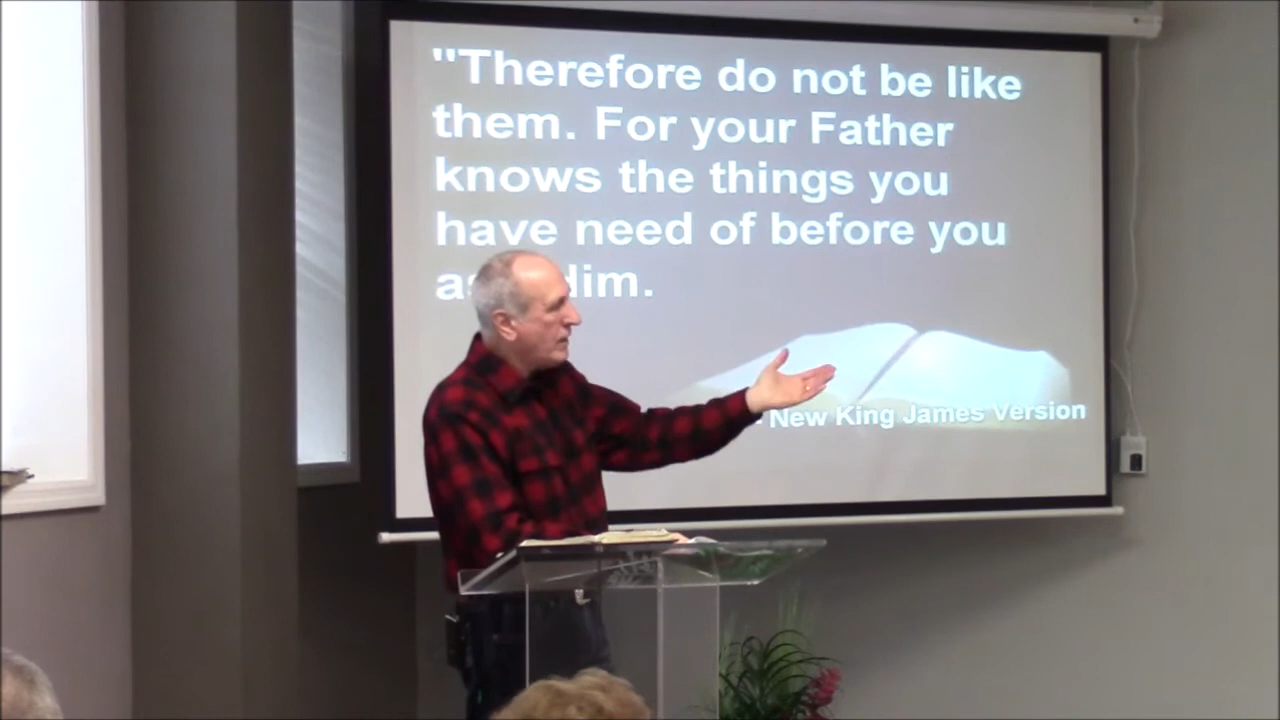 "Therefore do not be like
them. For your Father
knows the things you
have need of before you
- New King James Version